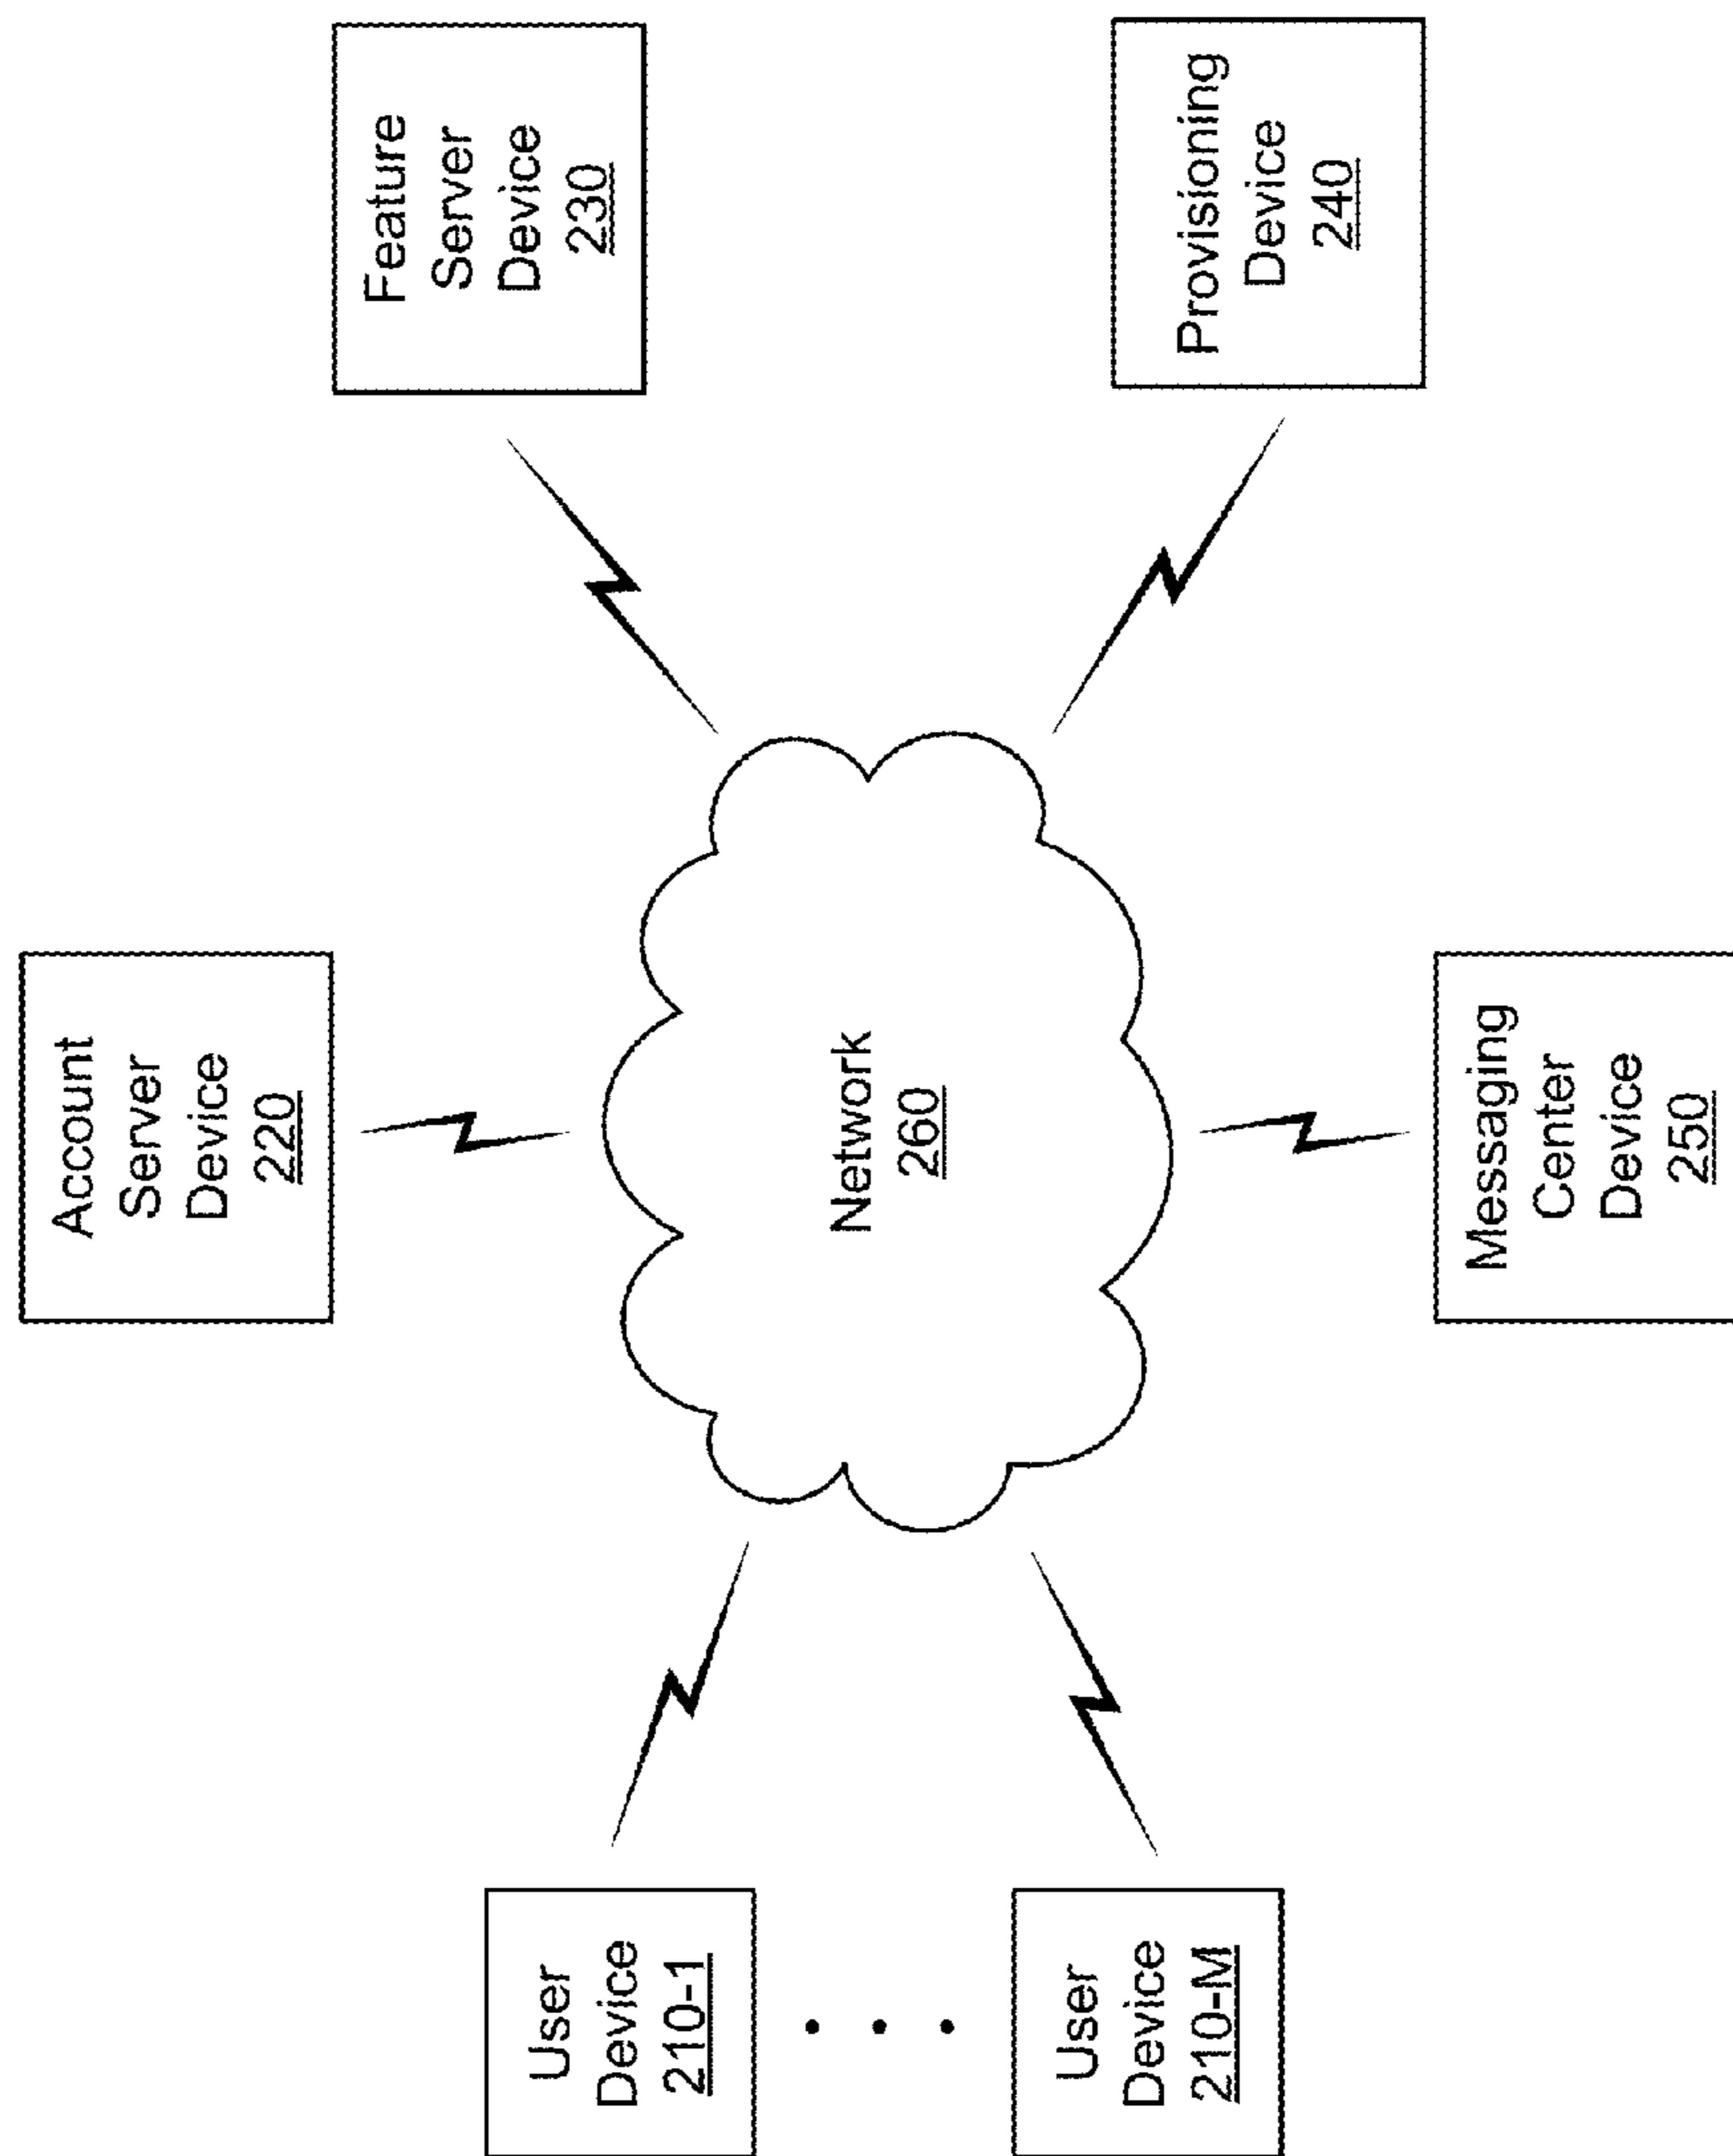 Account
Server
Device
220
Feature
Server
Device
230
User
Device
210-1
Network
260
User
Device
210-M
Messaging
Center
Device
250
Provisioning
Device
240